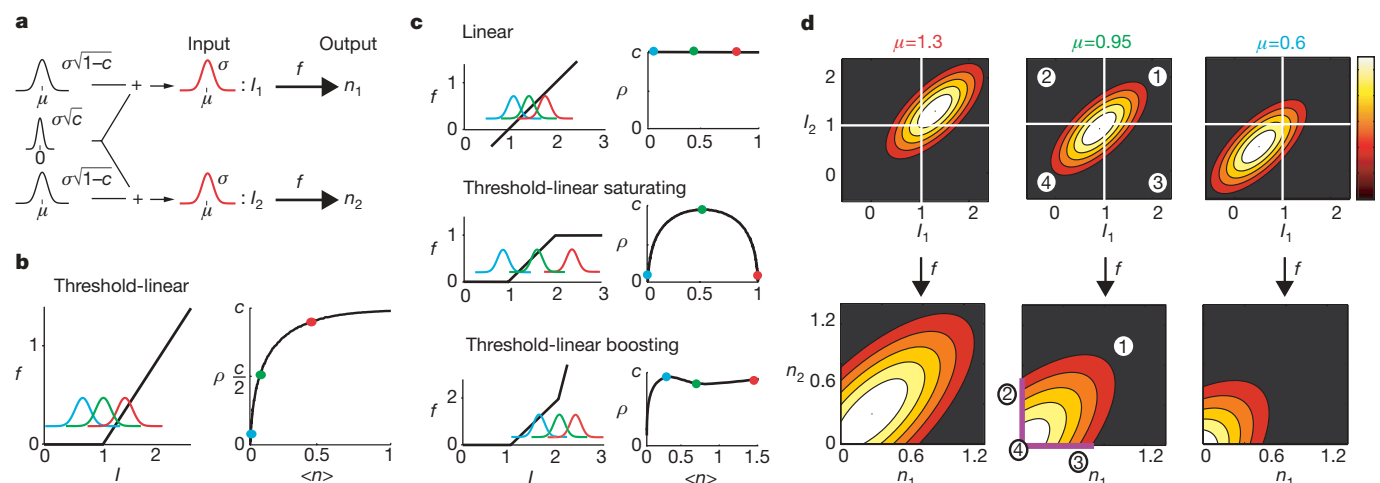 a
σ√1–c
μ
+
Input
σ
μ
: I1
f
Output
n1
σ√c
0
σ√1–c
μ
+
σ
μ
: I2
f
n2
b
Threshold-linear
f
1
0
0 1 2
I
ρ
c
c/2
0
0 0.5 1
<n>
c
Linear
f
1
0
0 1 2 3
ρ
c
0
0 0.5 1
Threshold-linear saturating
f
1
0
0 1 2 3
ρ
c
0
0 0.5 1
Threshold-linear boosting
f
2
0
0 1 2 3
I
ρ
c
0
0 0.5 1 1.5
<n>
d
μ=1.3
μ=0.95
μ=0.6
I2
2
1
0
0 1 2
I1
2
1
4
3
0 1 2
I1
0 1 2
I1
f
f
f
n2
1.2
0.6
0
0 0.6 1.2
n1
1
2
4
3
0.6 1.2
n1
0 0.6 1.2
n1